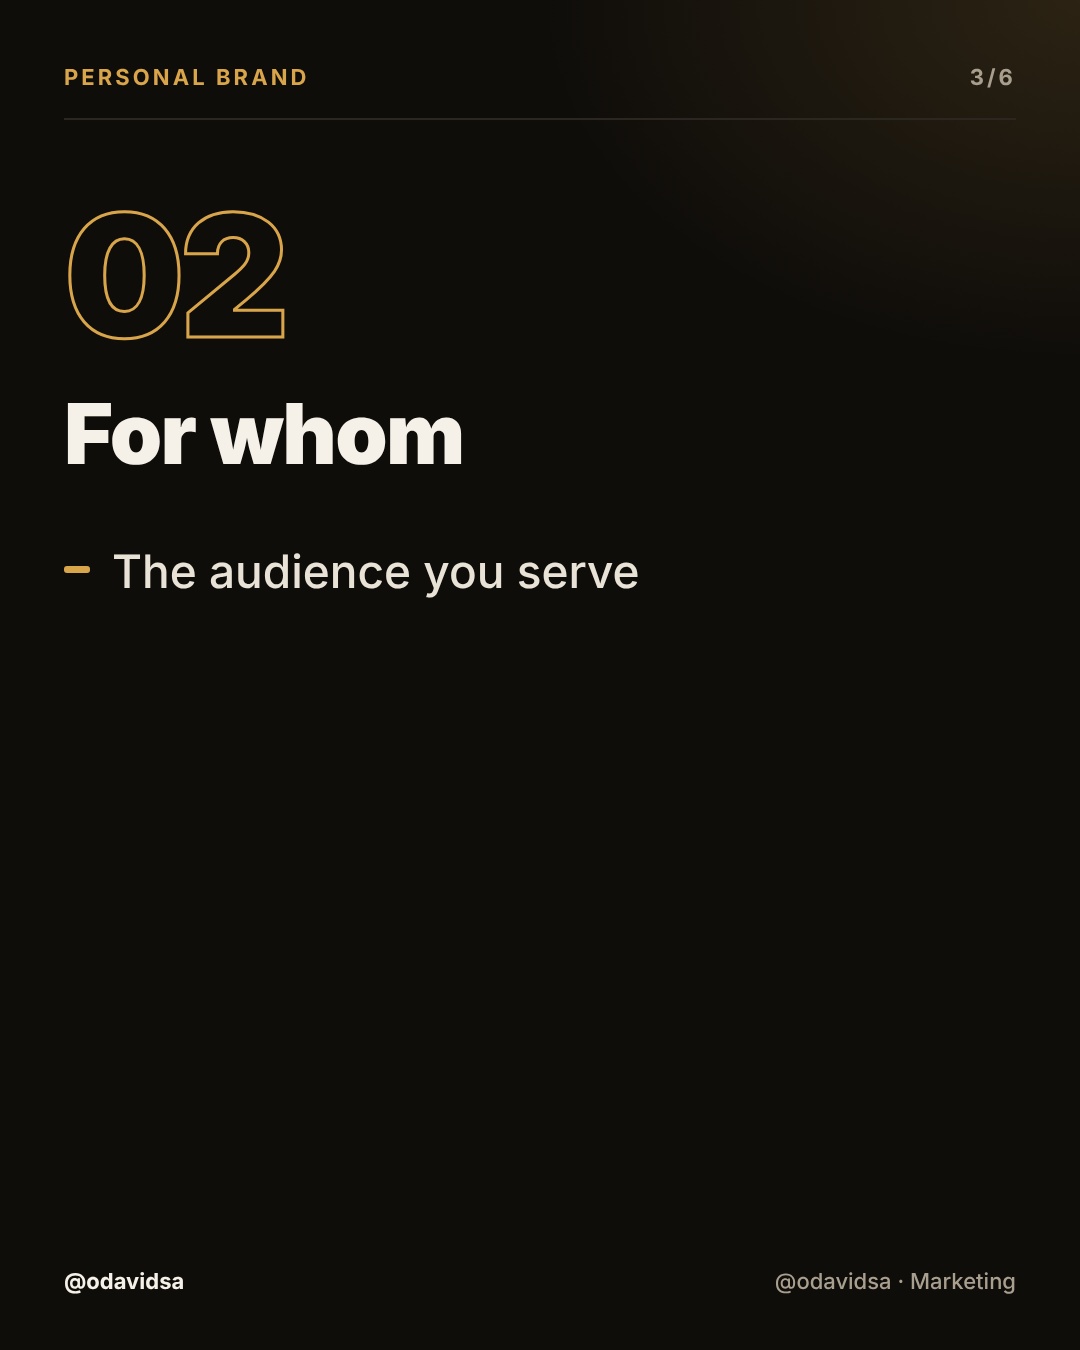 PERSONAL BRAND
3/6
02
For whom
The audience you serve
@odavidsa
@odavidsa · Marketing